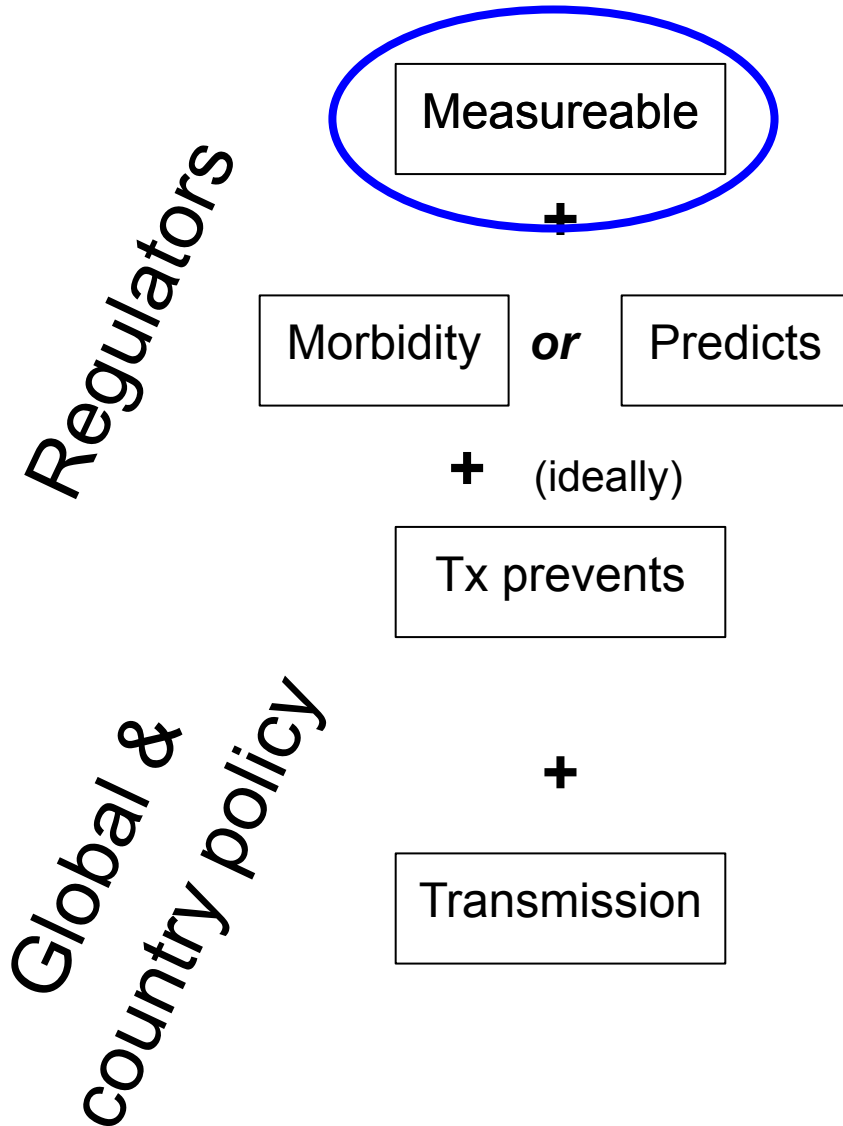 Measureable
+
Regulators
Morbidity or Predicts
+ (ideally)
Tx prevents
Global &
country policy
+
Transmission